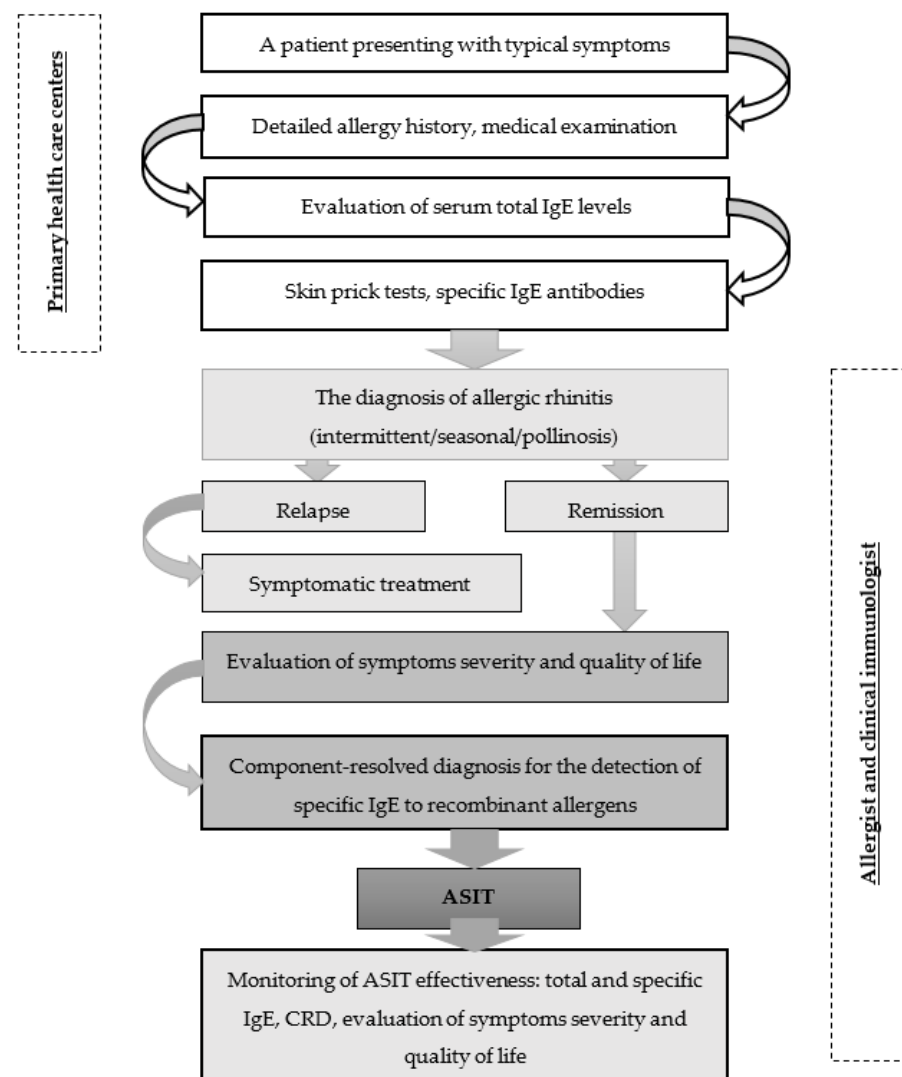 Primary health care centers
A patient presenting with typical symptoms
Detailed allergy history, medical examination
Evaluation of serum total IgE levels
Skin prick tests, specific IgE antibodies
The diagnosis of allergic rhinitis
(intermittent/seasonal/pollinosis)
Relapse
Remission
Symptomatic treatment
Evaluation of symptoms severity and quality of life
Component-resolved diagnosis for the detection of
specific IgE to recombinant allergens
ASIT
Monitoring of ASIT effectiveness: total and specific
IgE, CRD, evaluation of symptoms severity and
quality of life
Allergist and clinical immunologist